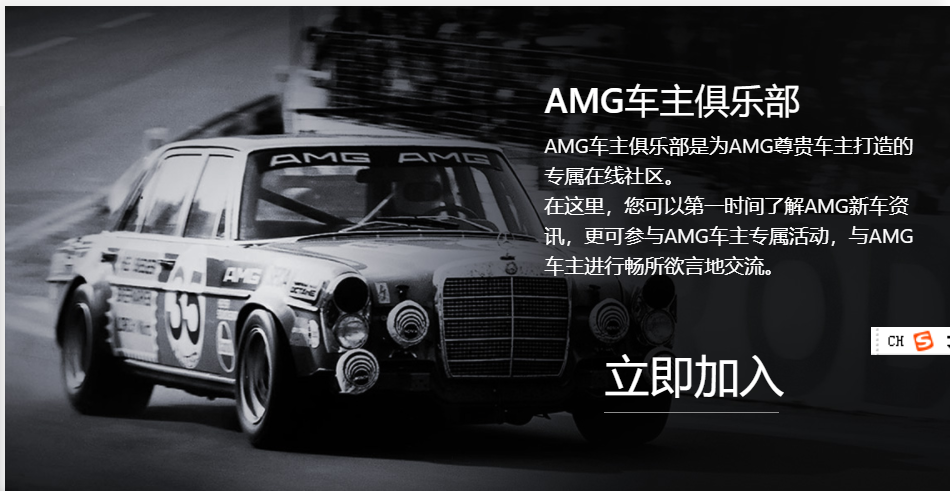 AMG车主俱乐部
AMG车主俱乐部是为AMG尊贵车主打造的
专属在线社区。
在这里，您可以第一时间了解AMG新车资
讯，更可参与AMG车主专属活动，与AMG
车主进行畅所欲言地交流。
立即加入
CH
AMG AMG
AMG
35